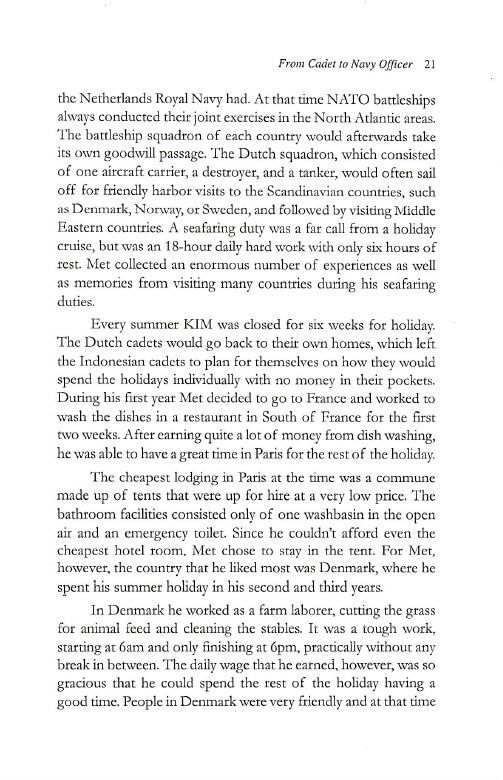 From Cadet to Navy Officer 21
the Netherlands Royal Navy had. At that time NATO battleships
always conducted their joint exercises in the North Atlantic areas.
The battleship squadron of each country would afterwards take
its own goodwill passage. The Dutch squadron, which consisted
of one aircraft carrier, a destroyer, and a tanker, would often sail
off for friendly harbor visits to the Scandinavian countries, such
as Denmark, Norway, or Sweden, and followed by visiting Middle
Eastern countries. A seafaring duty was a far call from a holiday
cruise, but was an 18-hour daily hard work with only six hours of
rest. Met collected an enormous number of experiences as well
as memories from visiting many countries during his seafaring
duties.
Every summer KIM was closed for six weeks for holiday.
The Dutch cadets would go back to their own homes, which left
the Indonesian cadets to plan for themselves on how they would
spend the holidays individually with no money in their pockets.
During his first year Met decided to go to France and worked to
wash the dishes in a restaurant in South of France for the first
two weeks. After earning quite a lot of money from dish washing,
he was able to have a great time in Paris for the rest of the holiday.
The cheapest lodging in Paris at the time was a commune
made up of tents that were up for hire at a very low price. The
bathroom facilities consisted only of one washbasin in the open
air and an emergency toilet. Since he couldn't afford even the
cheapest hotel room, Met chose to stay in the tent. For Met,
however, the country that he liked most was Denmark, where he
spent his summer holiday in his second and third years.
In Denmark he worked as a farm laborer, cutting the grass
for animal feed and cleaning the stables. It was a tough work,
starting at 6am and only finishing at 6pm, practically without any
break in between. The daily wage that he earned, however, was so
gracious that he could spend the rest of the holiday having a
good time. People in Denmark were very friendly and at that time